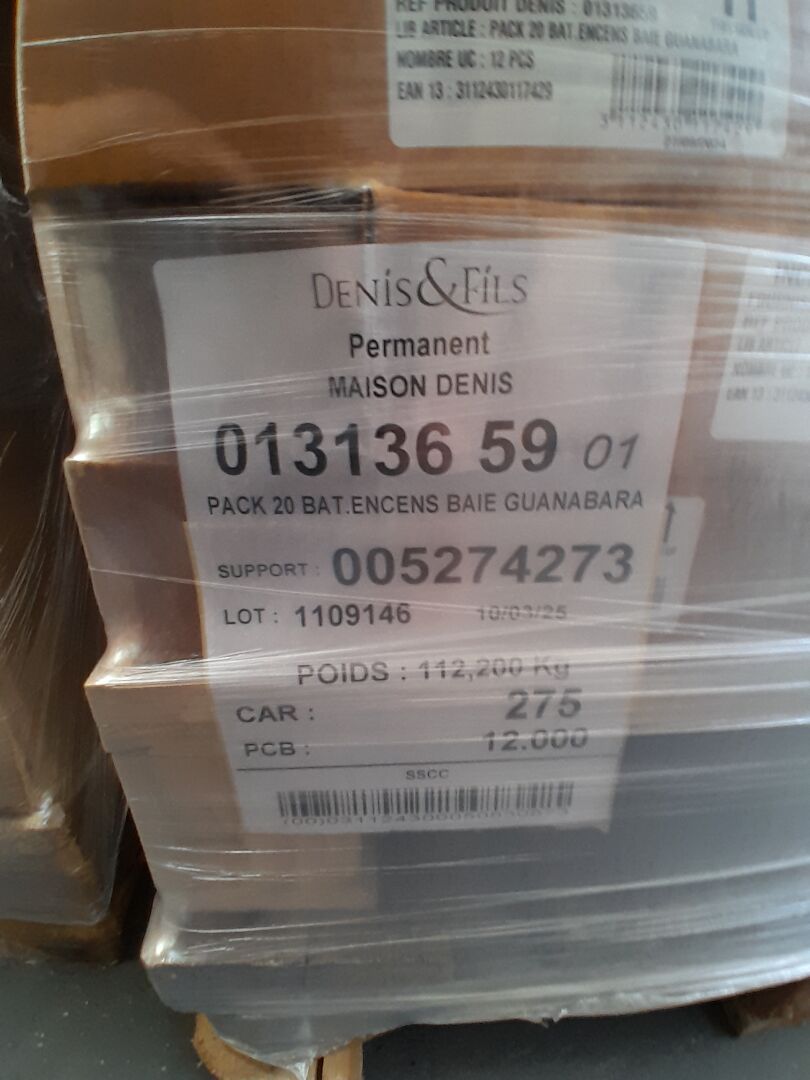 REF PRODUIT DENIS : 01313659
LIB ARTICLE : PACK 20 BAT.ENCENS BAIE GUANABARA
NOMBRE UC : 12 PCS
EAN 13 : 3112430117429
DENIS&FILS
Permanent
MAISON DENIS
013136 59 01
PACK 20 BAT.ENCENS BAIE GUANABARA
SUPPORT : 005274273
LOT : 1109146 10/03/25
POIDS : 112,200 Kg
CAR : 275
PCB : 12.000
SSCC